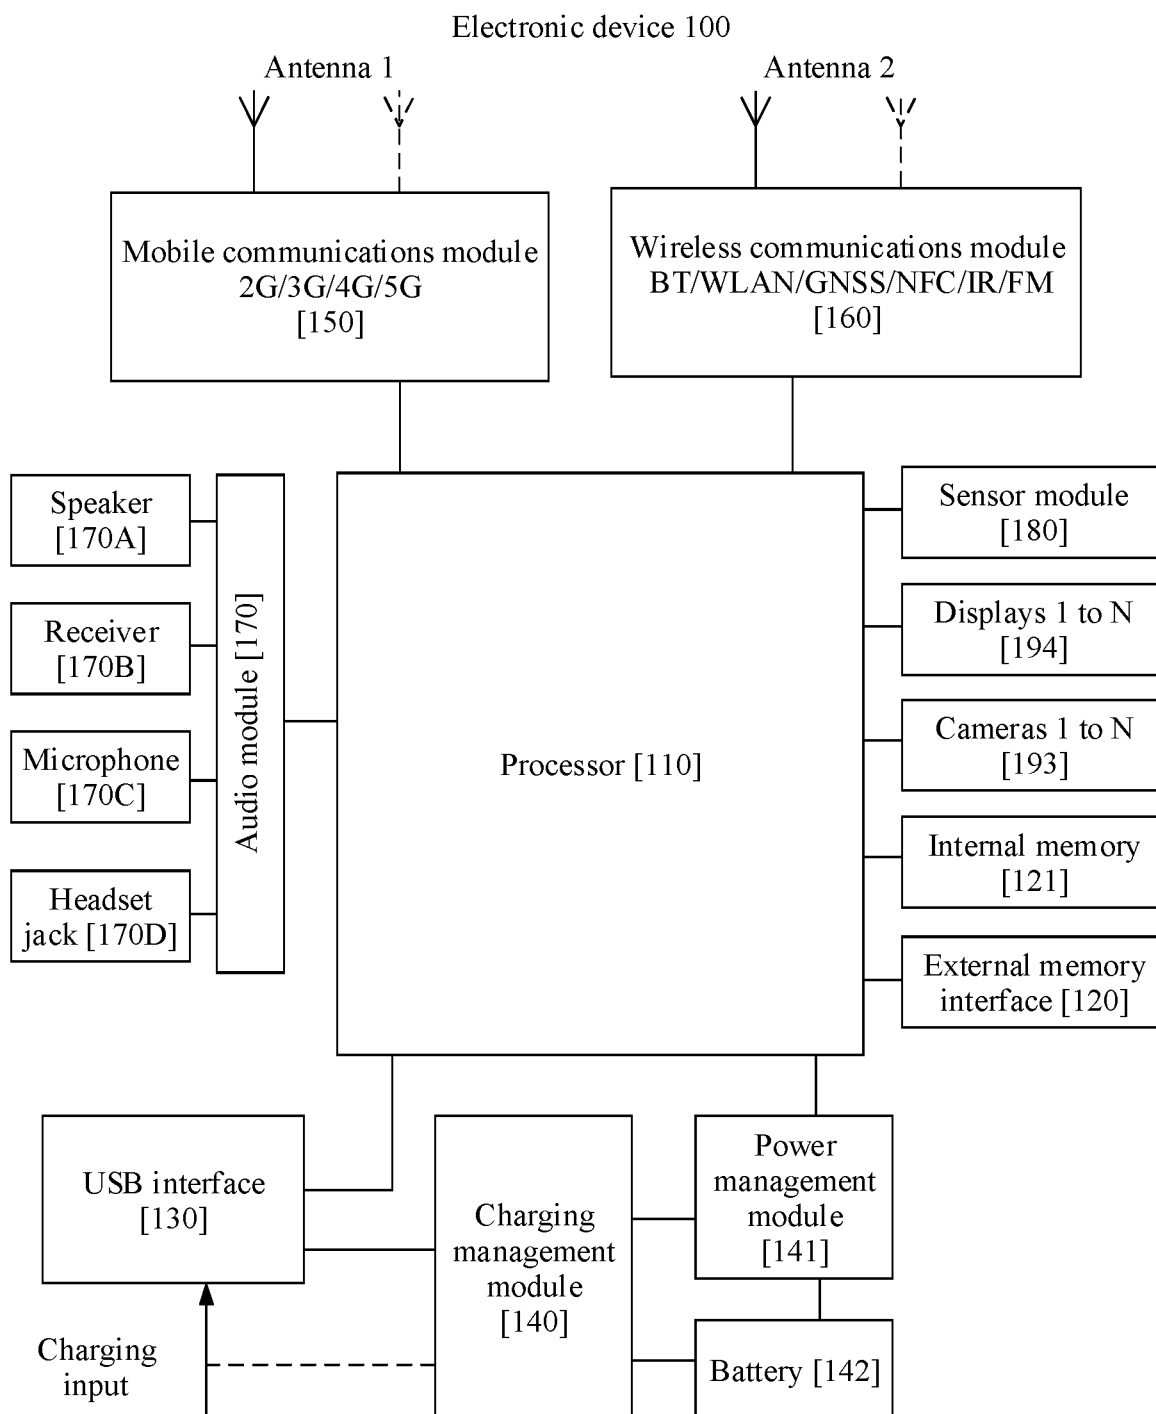 Electronic device 100
Antenna 1
Antenna 2
Mobile communications module
2G/3G/4G/5G
[150]
Wireless communications module
BT/WLAN/GNSS/NFC/IR/FM
[160]
Speaker
[170A]
Receiver
[170B]
Microphone
[170C]
Headset
jack [170D]
Audio module [170]
Processor [110]
Sensor module
[180]
Displays 1 to N
[194]
Cameras 1 to N
[193]
Internal memory
[121]
External memory
interface [120]
USB interface
[130]
Charging
management
module
[140]
Power
management
module
[141]
Battery [142]
Charging
input